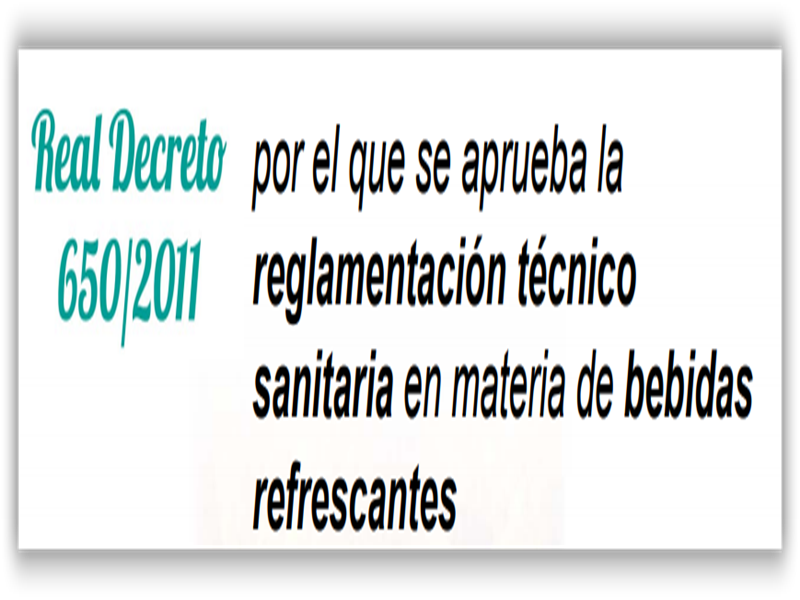 Real Decreto
650/2011
por el que se aprueba la
reglamentación técnico
sanitaria en materia de bebidas
refrescantes